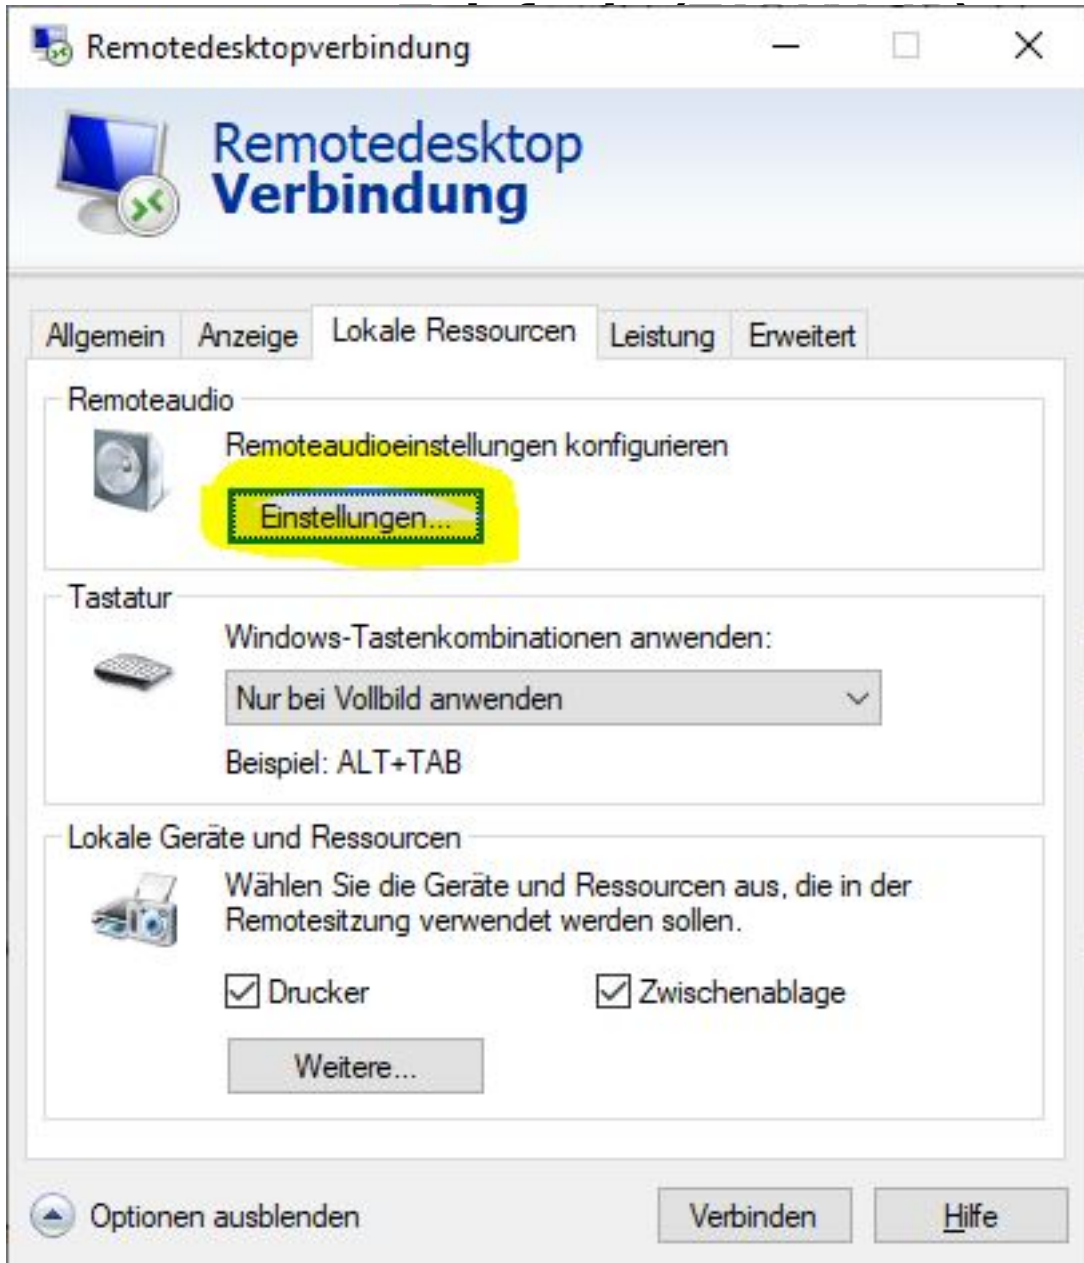 Remotedesktopverbindung
Remotedesktop
Verbindung
Allgemein Anzeige Lokale Ressourcen Leistung Erweitert
Remoteaudio
Remoteaudioeinstellungen konfigurieren
Einstellungen...
Tastatur
Windows-Tastenkombinationen anwenden:
Nur bei Vollbild anwenden
Beispiel: ALT+TAB
Lokale Geräte und Ressourcen
Wählen Sie die Geräte und Ressourcen aus, die in der
Remotesitzung verwendet werden sollen.
Drucker Zwischenablage
Weitere...
Optionen ausblenden Verbinden Hilfe